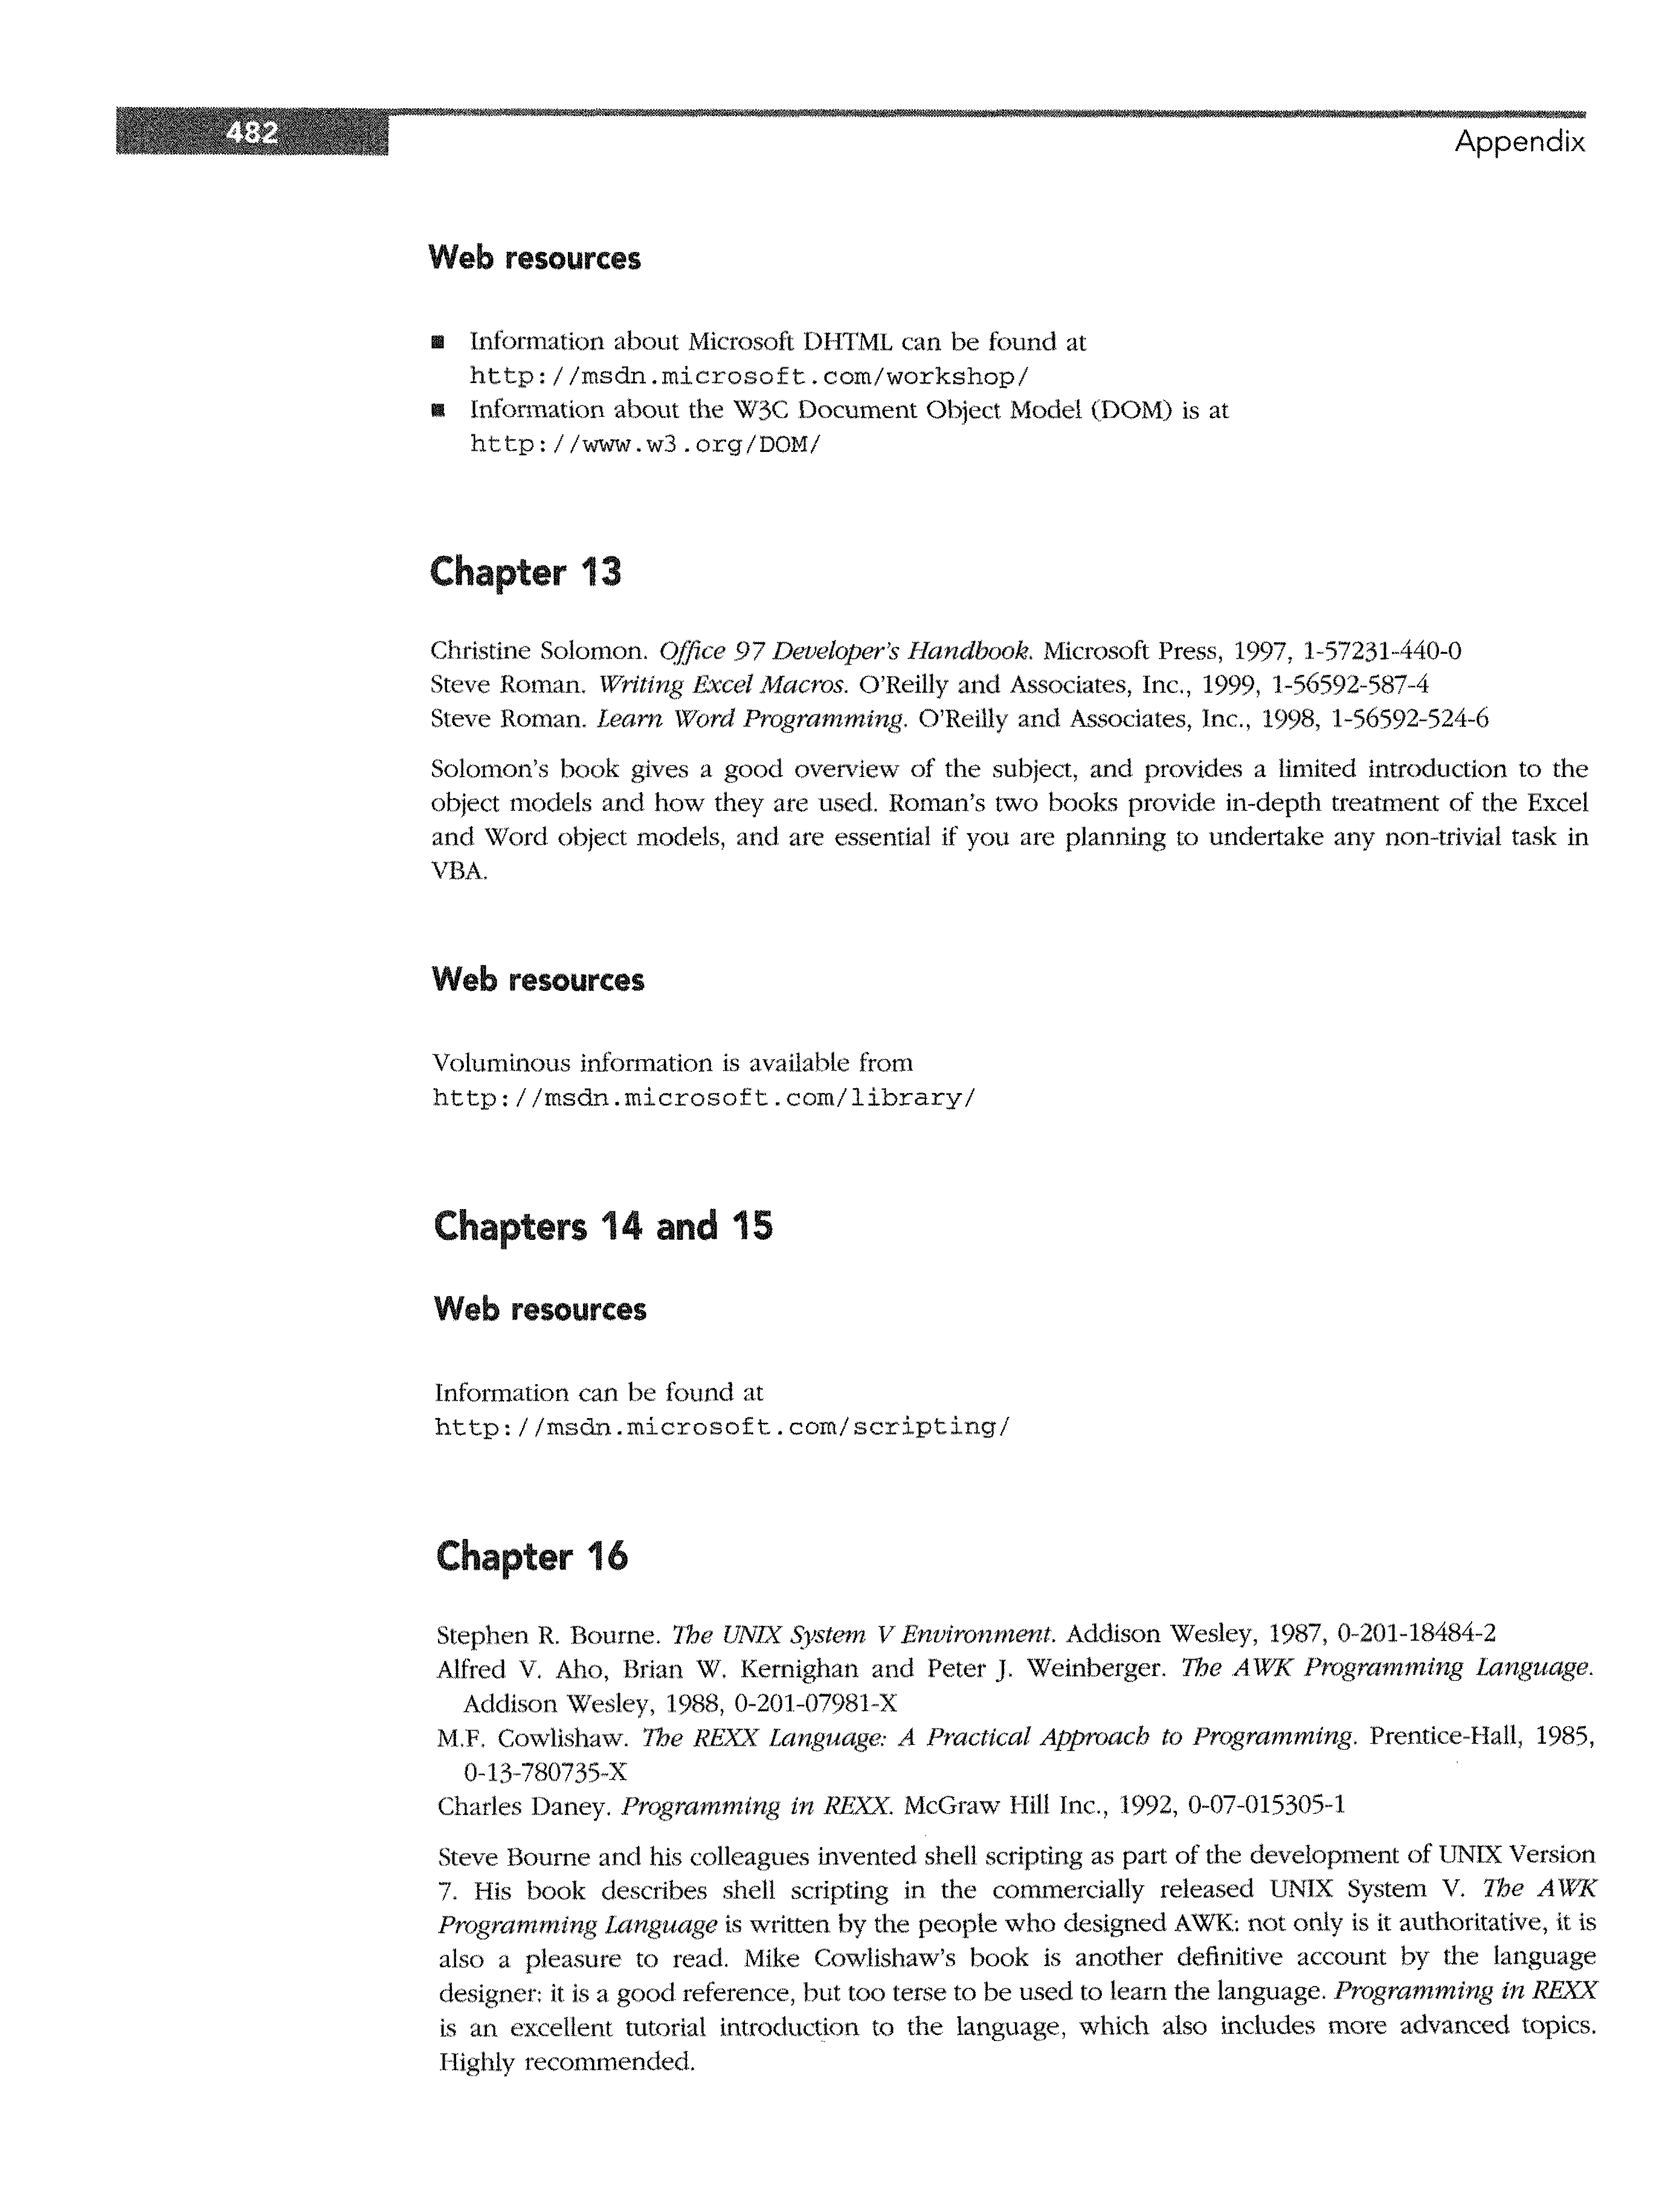 482
Appendix
Web resources
■ Information about Microsoft DHTML can be found at
http://msdn.microsoft.com/workshop/
■ Information about the W3C Document Object Model (DOM) is at
http://www.w3.org/DOM/
Chapter 13
Christine Solomon. Office 97 Developer's Handbook. Microsoft Press, 1997, 1-57231-440-0
Steve Roman. Writing Excel Macros. O'Reilly and Associates, Inc., 1999, 1-56592-587-4
Steve Roman. Learn Word Programming. O'Reilly and Associates, Inc., 1998, 1-56592-524-6
Solomon's book gives a good overview of the subject, and provides a limited introduction to the
object models and how they are used. Roman's two books provide in-depth treatment of the Excel
and Word object models, and are essential if you are planning to undertake any non-trivial task in
VBA.
Web resources
Voluminous information is available from
http://msdn.microsoft.com/library/
Chapters 14 and 15
Web resources
Information can be found at
http://msdn.microsoft.com/scripting/
Chapter 16
Stephen R. Bourne. The UNIX System V Environment. Addison Wesley, 1987, 0-201-18484-2
Alfred V. Aho, Brian W. Kernighan and Peter J. Weinberger. The AWK Programming Language.
Addison Wesley, 1988, 0-201-07981-X
M.F. Cowlishaw. The REXX Language: A Practical Approach to Programming. Prentice-Hall, 1985,
0-13-780735-X
Charles Daney. Programming in REXX. McGraw Hill Inc., 1992, 0-07-015305-1
Steve Bourne and his colleagues invented shell scripting as part of the development of UNIX Version
7. His book describes shell scripting in the commercially released UNIX System V. The AWK
Programming Language is written by the people who designed AWK: not only is it authoritative, it is
also a pleasure to read. Mike Cowlishaw's book is another definitive account by the language
designer: it is a good reference, but too terse to be used to learn the language. Programming in REXX
is an excellent tutorial introduction to the language, which also includes more advanced topics.
Highly recommended.